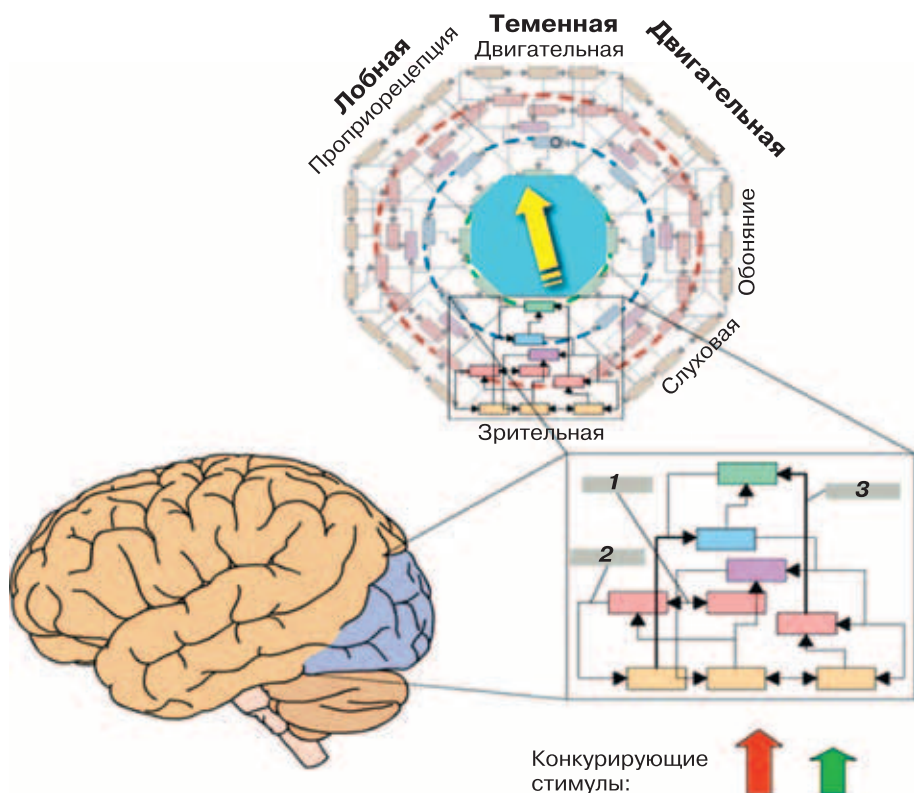 Лобная
Проприорецепция
Теменная
Двигательная
Двигательная
Обоняние
Слуховая
Зрительная
1
2
3
Конкурирующие
стимулы: